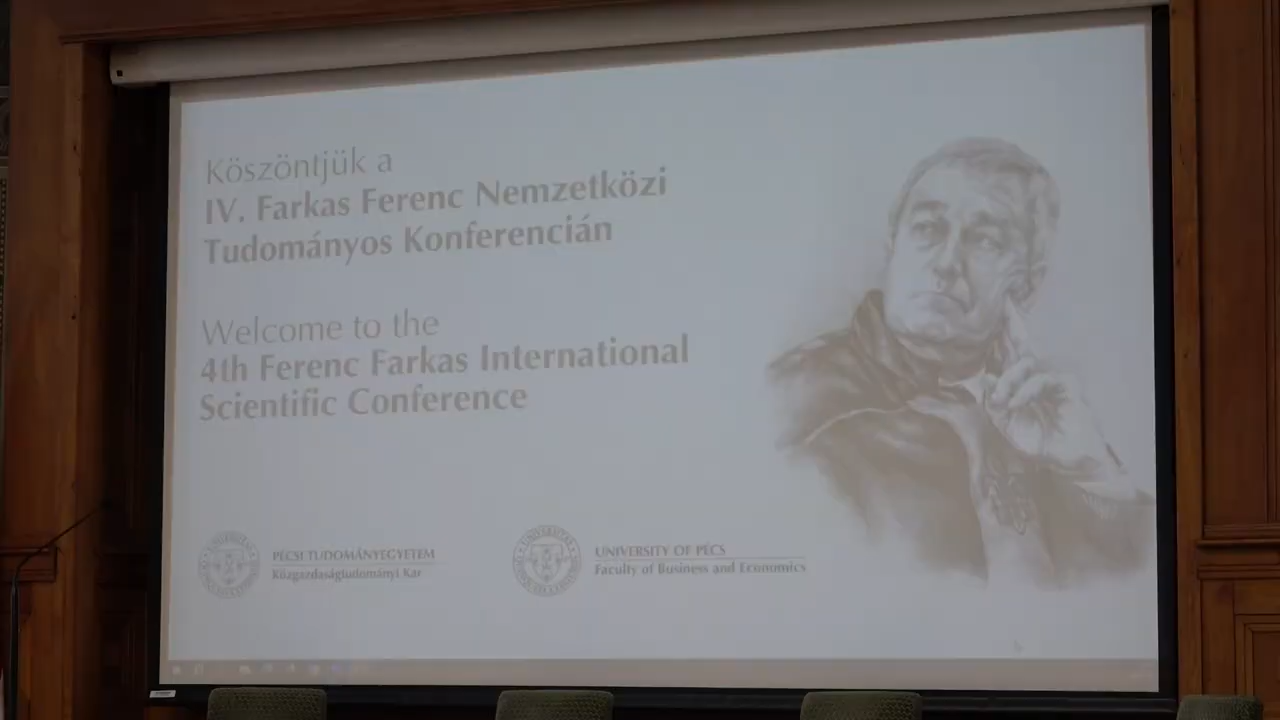 Köszöntjük a
IV. Farkas Ferenc Nemzetközi
Tudományos Konferencián
Welcome to the
4th Ferenc Farkas International
Scientific Conference
PÉCSI TUDOMÁNYEGYETEM
Közgazdaságtudományi Kar
UNIVERSITY OF PÉCS
Faculty of Business and Economics